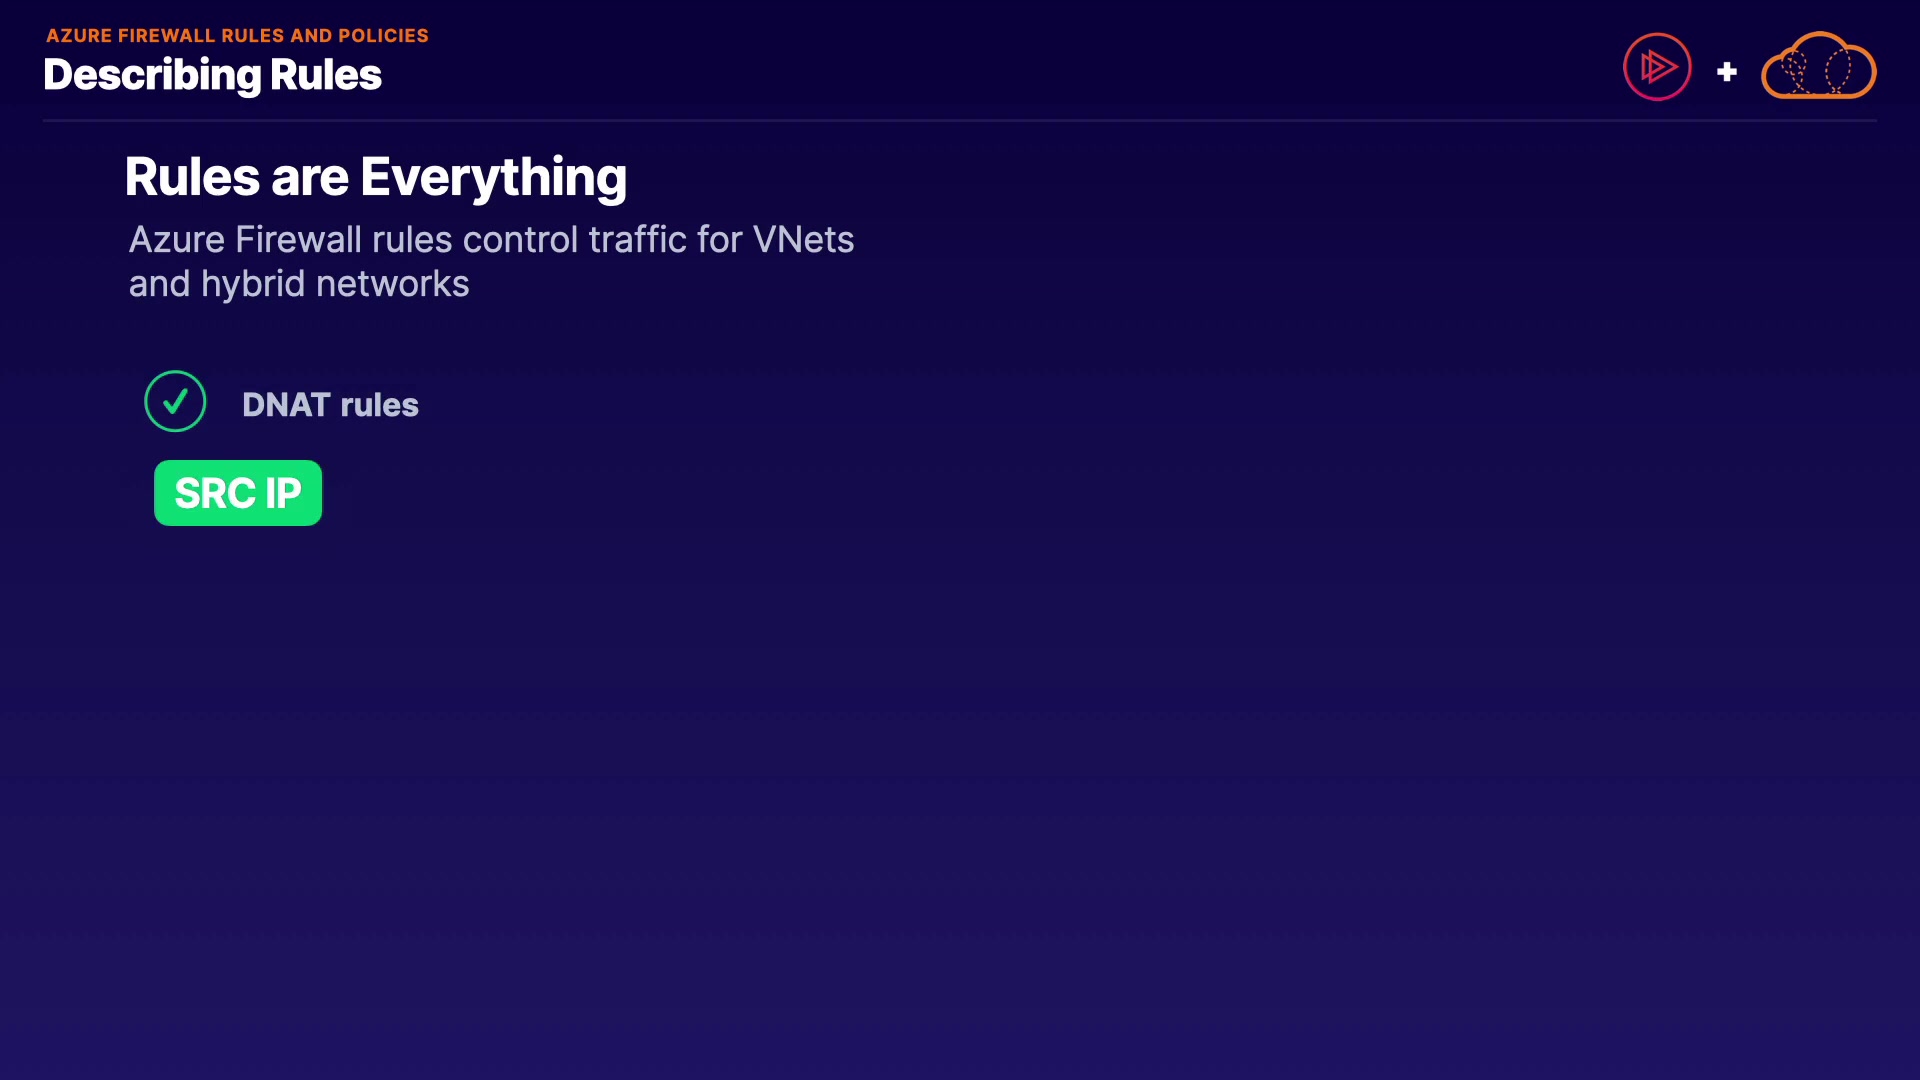 AZURE FIREWALL RULES AND POLICIES
Describing Rules
+
Rules are Everything
Azure Firewall rules control traffic for VNets
and hybrid networks
DNAT rules
SRC IP